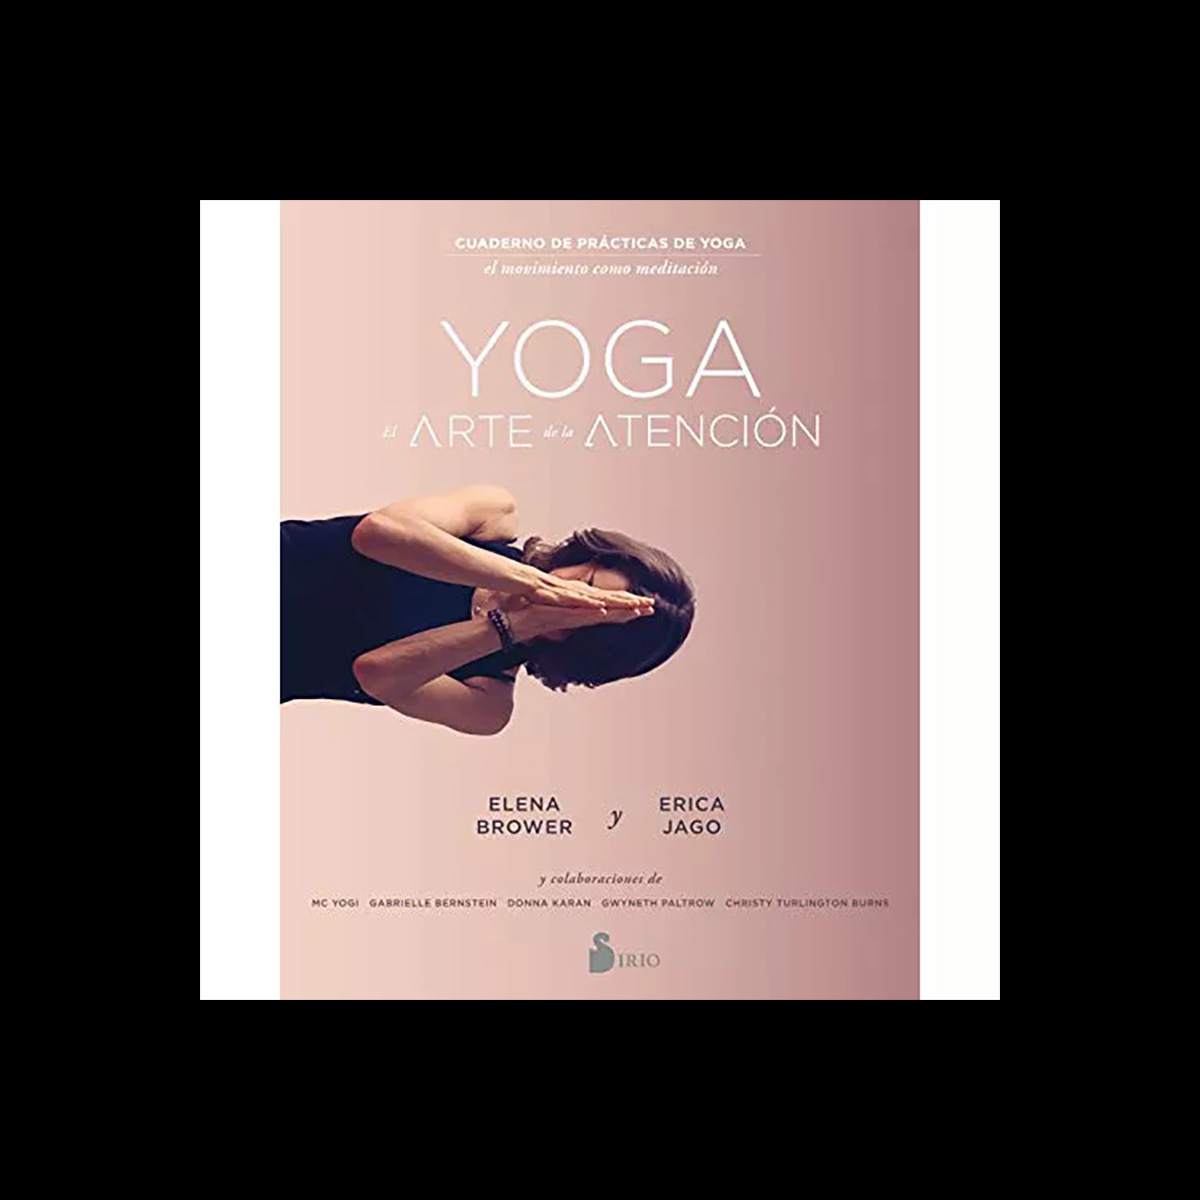 CUADERNO DE PRÁCTICAS DE YOGA
el movimiento como meditación
YOGA
El ARTE de la ATENCIÓN
ELENA BROWER y ERICA JAGO
y colaboraciones de
MC YOGI GABRIELLE BERNSTEIN DONNA KARAN GWYNETH PALTROW CHRISTY TURLINGTON BURNS
SIRIO